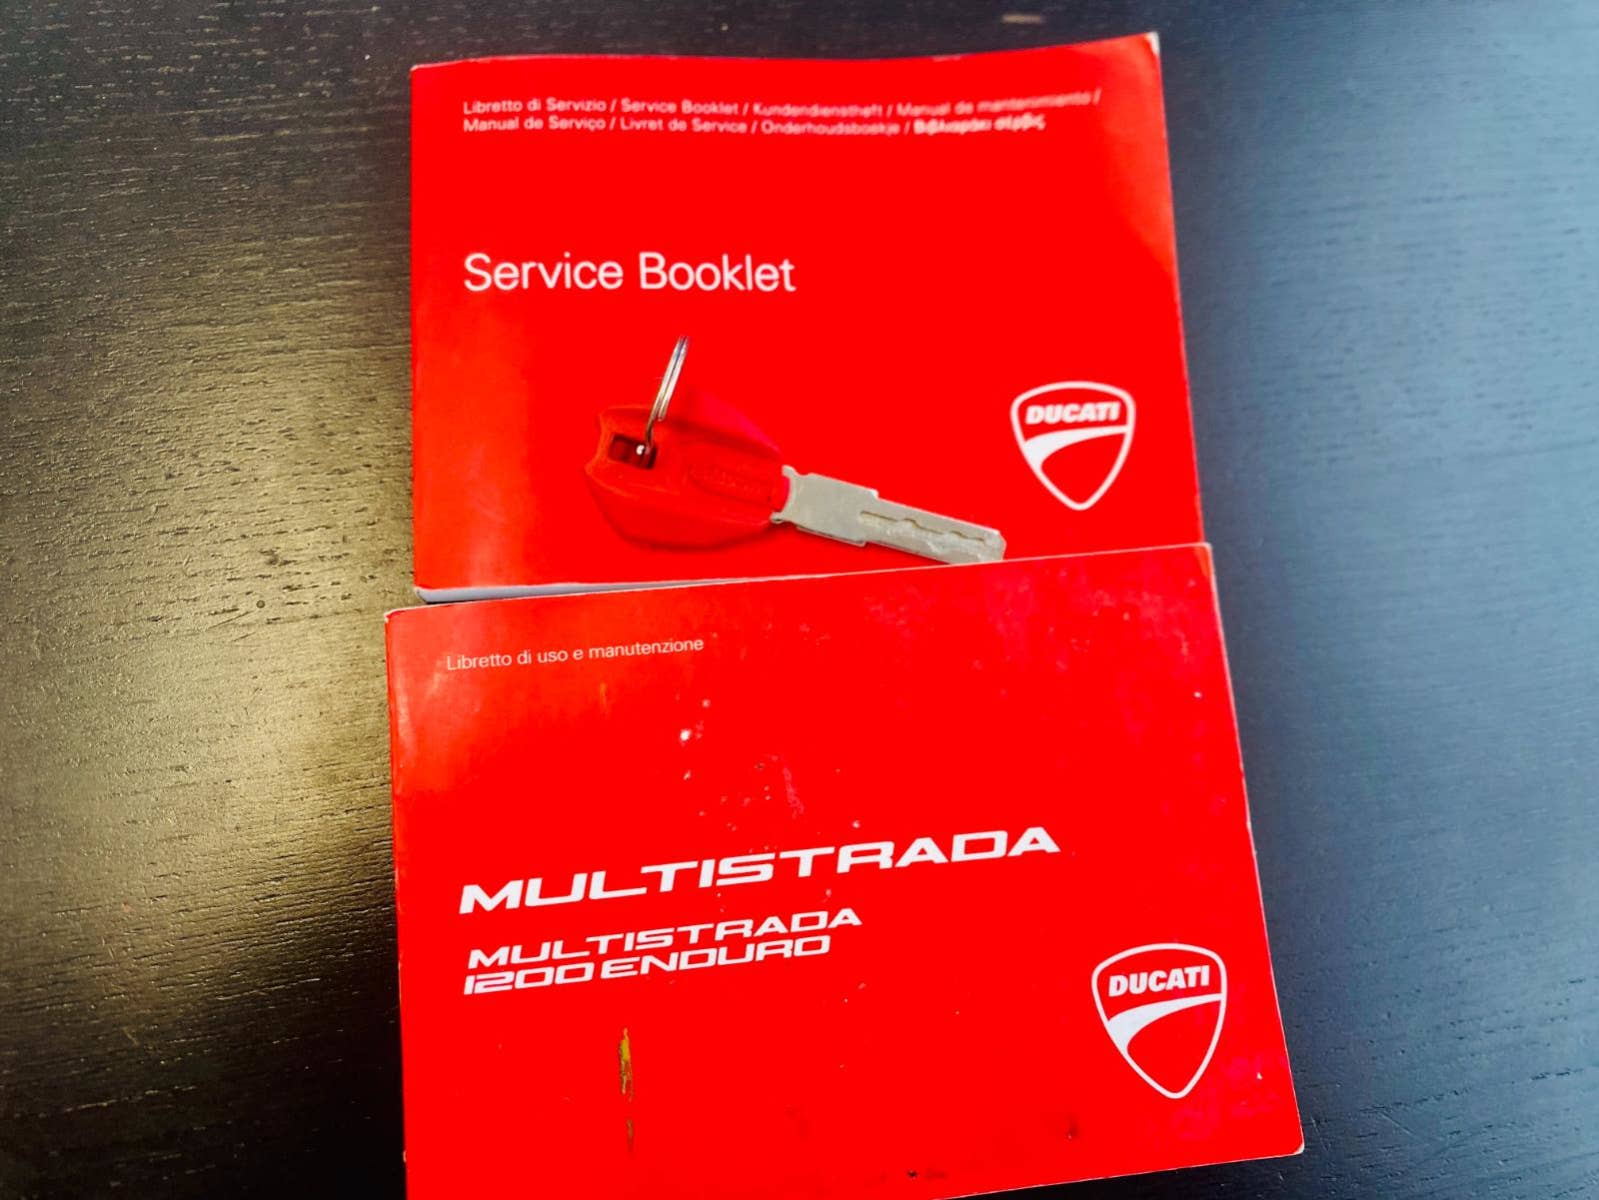 Libretto di Servizio / Service Booklet / Kundendienstheft / Manual de mantenimiento /
Manual de Serviço / Livret de Service / Onderhoudsboekje /
Service Booklet
DUCATI
Libretto di uso e manutenzione
MULTISTRADA
MULTISTRADA
1200 ENDURO
DUCATI